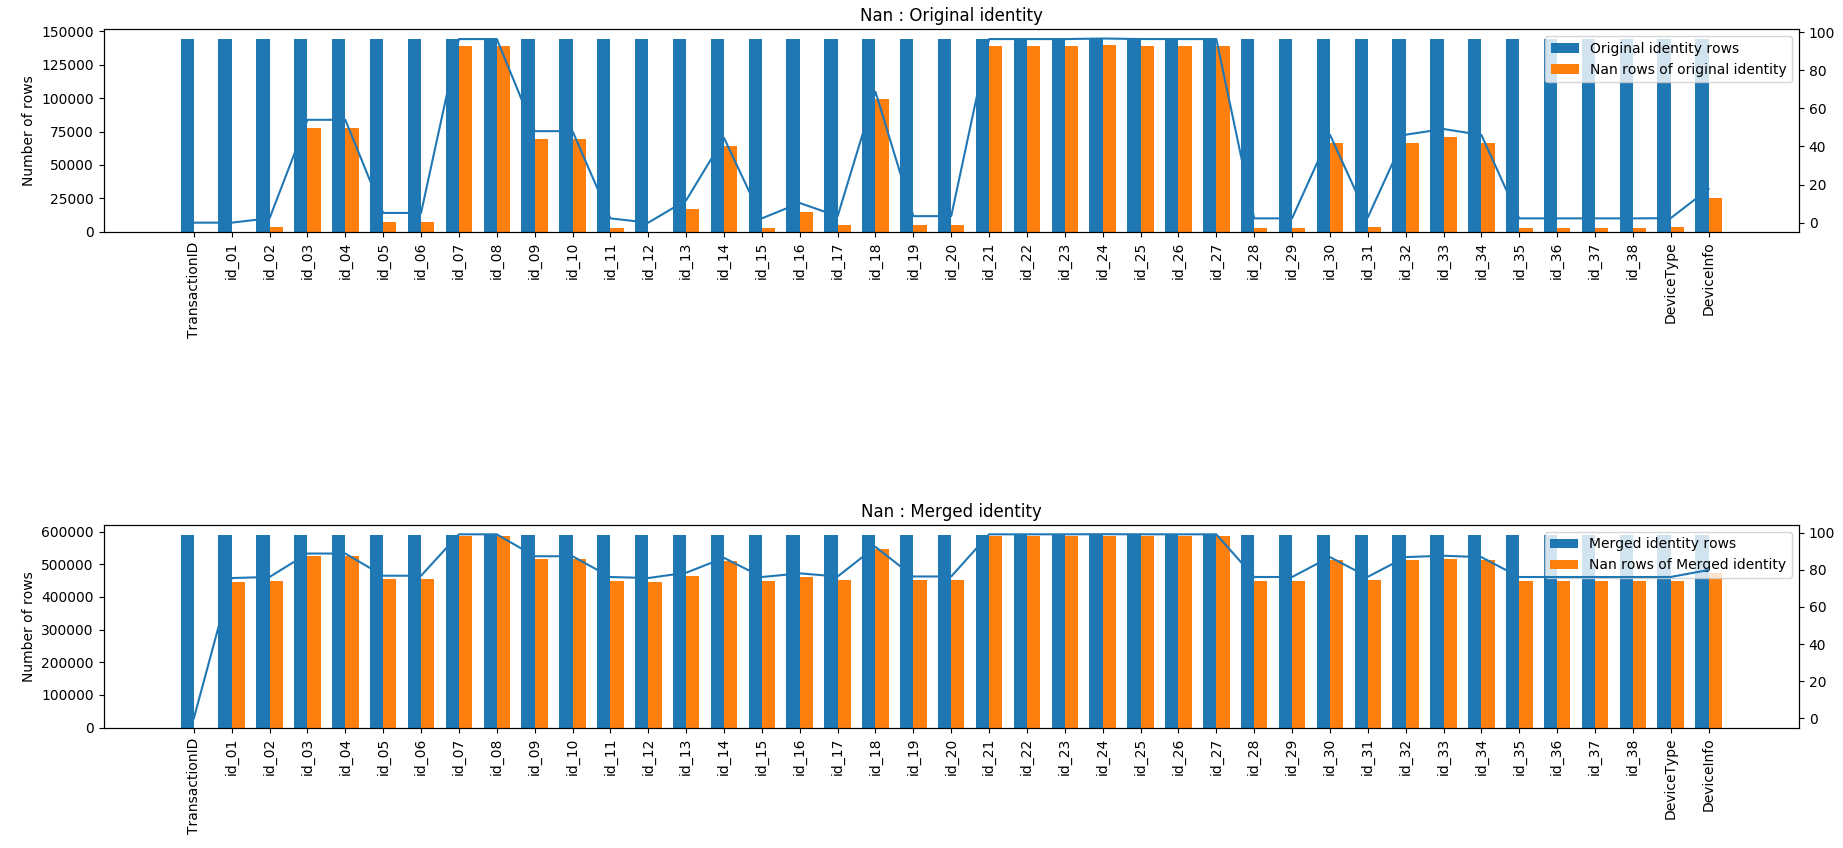 Nan : Original identity
Number of rows
150000
125000
100000
75000
50000
25000
0
100
80
60
40
20
0
Original identity rows
Nan rows of original identity
TransactionID
id_01
id_02
id_03
id_04
id_05
id_06
id_07
id_08
id_09
id_10
id_11
id_12
id_13
id_14
id_15
id_16
id_17
id_18
id_19
id_20
id_21
id_22
id_23
id_24
id_25
id_26
id_27
id_28
id_29
id_30
id_31
id_32
id_33
id_34
id_35
id_36
id_37
id_38
DeviceType
DeviceInfo
Nan : Merged identity
Number of rows
600000
500000
400000
300000
200000
100000
0
100
80
60
40
20
0
Merged identity rows
Nan rows of Merged identity
TransactionID
id_01
id_02
id_03
id_04
id_05
id_06
id_07
id_08
id_09
id_10
id_11
id_12
id_13
id_14
id_15
id_16
id_17
id_18
id_19
id_20
id_21
id_22
id_23
id_24
id_25
id_26
id_27
id_28
id_29
id_30
id_31
id_32
id_33
id_34
id_35
id_36
id_37
id_38
DeviceType
DeviceInfo